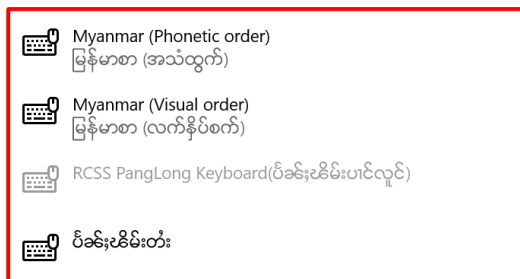 Myanmar (Phonetic order)
မြန်မာစာ (အသံထွက်)
Myanmar (Visual order)
မြန်မာစာ (လက်နှိပ်စက်)
RCSS PangLong Keyboard(ပႅၼ်ႈၽိမ်းပၢင်လူင်)
ပႅၼ်ႈၽိမ်းတႆး